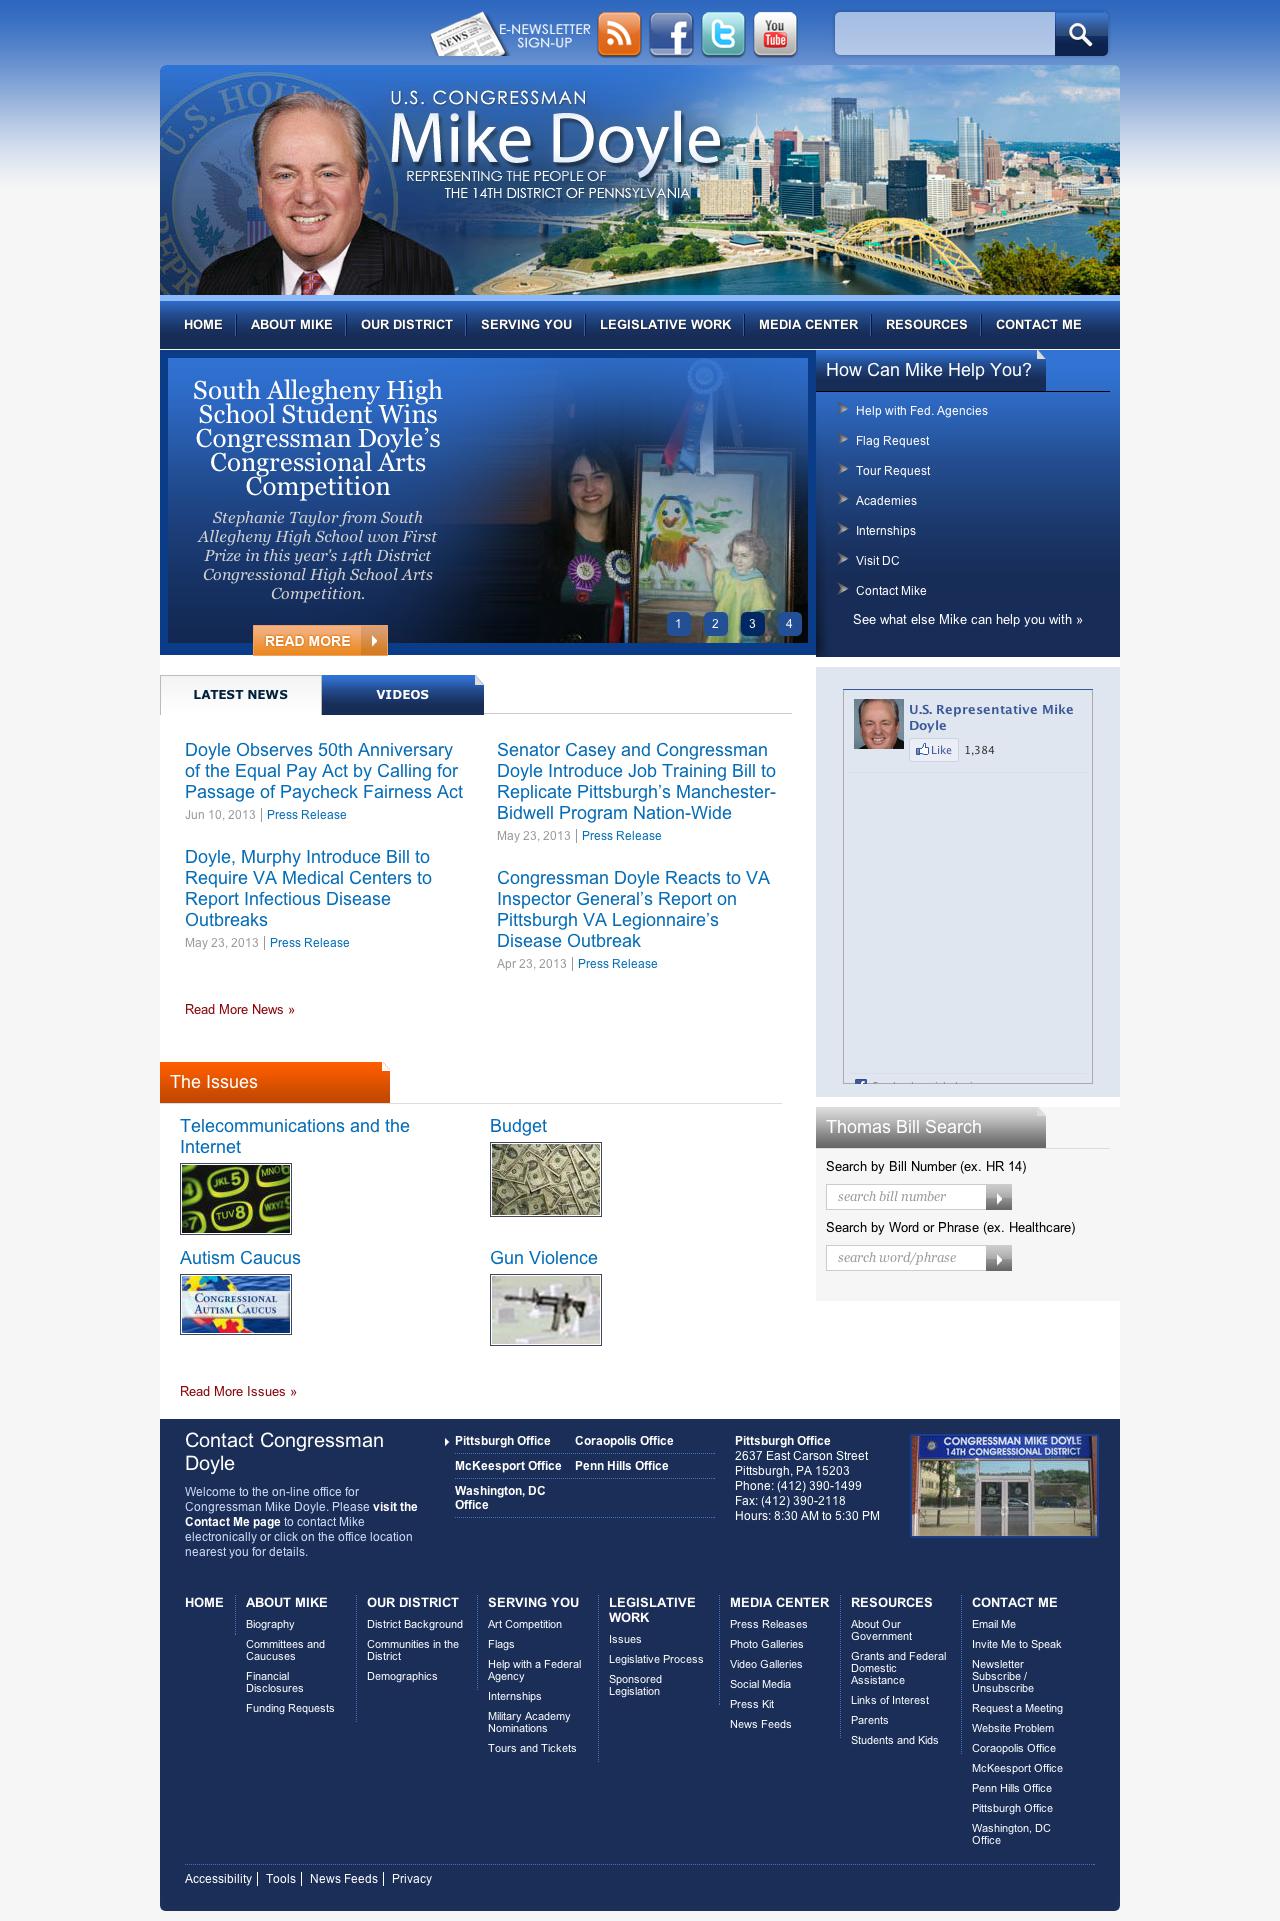 NEWS
E-NEWSLETTER
SIGN-UP
You
Tube
U.S. HOUSE
U.S. CONGRESSMAN
Mike Doyle
REPRESENTING THE PEOPLE OF
THE 14TH DISTRICT OF PENNSYLVANIA
HOME
ABOUT MIKE
OUR DISTRICT
SERVING YOU
LEGISLATIVE WORK
MEDIA CENTER
RESOURCES
CONTACT ME
South Allegheny High
School Student Wins
Congressman Doyle’s
Congressional Arts
Competition
Stephanie Taylor from South
Allegheny High School won First
Prize in this year's 14th District
Congressional High School Arts
Competition.
READ MORE
1
2
3
4
How Can Mike Help You?
Help with Fed. Agencies
Flag Request
Tour Request
Academies
Internships
Visit DC
Contact Mike
See what else Mike can help you with »
LATEST NEWS
VIDEOS
Doyle Observes 50th Anniversary
of the Equal Pay Act by Calling for
Passage of Paycheck Fairness Act
Jun 10, 2013 | Press Release
Doyle, Murphy Introduce Bill to
Require VA Medical Centers to
Report Infectious Disease
Outbreaks
May 23, 2013 | Press Release
Senator Casey and Congressman
Doyle Introduce Job Training Bill to
Replicate Pittsburgh’s Manchester-
Bidwell Program Nation-Wide
May 23, 2013 | Press Release
Congressman Doyle Reacts to VA
Inspector General’s Report on
Pittsburgh VA Legionnaire’s
Disease Outbreak
Apr 23, 2013 | Press Release
Read More News »
U.S. Representative Mike
Doyle
Like 1,384
The Issues
Telecommunications and the
Internet
JKL 5
MNO
TUV 8
WXYZ
7
Budget
Autism Caucus
CONGRESSIONAL
AUTISM CAUCUS
Gun Violence
Read More Issues »
Thomas Bill Search
Search by Bill Number (ex. HR 14)
search bill number
Search by Word or Phrase (ex. Healthcare)
search word/phrase
Contact Congressman
Doyle
Welcome to the on-line office for
Congressman Mike Doyle. Please visit the
Contact Me page to contact Mike
electronically or click on the office location
nearest you for details.
Pittsburgh Office
Coraopolis Office
McKeesport Office
Penn Hills Office
Washington, DC
Office
Pittsburgh Office
2637 East Carson Street
Pittsburgh, PA 15203
Phone: (412) 390-1499
Fax: (412) 390-2118
Hours: 8:30 AM to 5:30 PM
CONGRESSMAN MIKE DOYLE
14TH CONGRESSIONAL DISTRICT
HOME
ABOUT MIKE
Biography
Committees and
Caucuses
Financial
Disclosures
Funding Requests
OUR DISTRICT
District Background
Communities in the
District
Demographics
SERVING YOU
Art Competition
Flags
Help with a Federal
Agency
Internships
Military Academy
Nominations
Tours and Tickets
LEGISLATIVE
WORK
Issues
Legislative Process
Sponsored
Legislation
MEDIA CENTER
Press Releases
Photo Galleries
Video Galleries
Social Media
Press Kit
News Feeds
RESOURCES
About Our
Government
Grants and Federal
Domestic
Assistance
Links of Interest
Parents
Students and Kids
CONTACT ME
Email Me
Invite Me to Speak
Newsletter
Subscribe /
Unsubscribe
Request a Meeting
Website Problem
Coraopolis Office
McKeesport Office
Penn Hills Office
Pittsburgh Office
Washington, DC
Office
Accessibility | Tools | News Feeds | Privacy